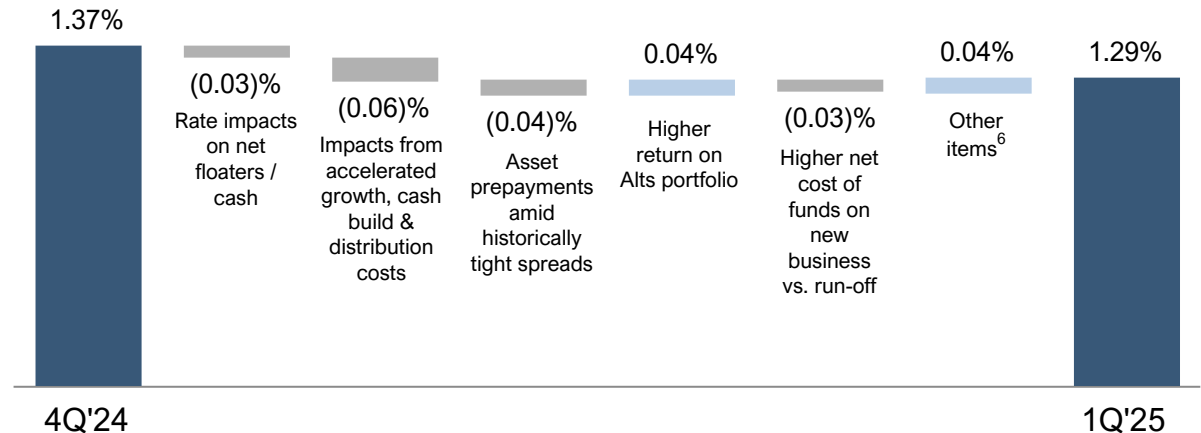 1.37%
(0.03)%
Rate impacts
on net
floaters /
cash
(0.06)%
Impacts from
accelerated
growth, cash
build &
distribution
costs
(0.04)%
Asset
prepayments
amid
historically
tight spreads
0.04%
Higher
return on
Alts portfolio
(0.03)%
Higher net
cost of
funds on
new
business
vs. run-off
0.04%
Other
items6
1.29%
4Q'24
1Q'25